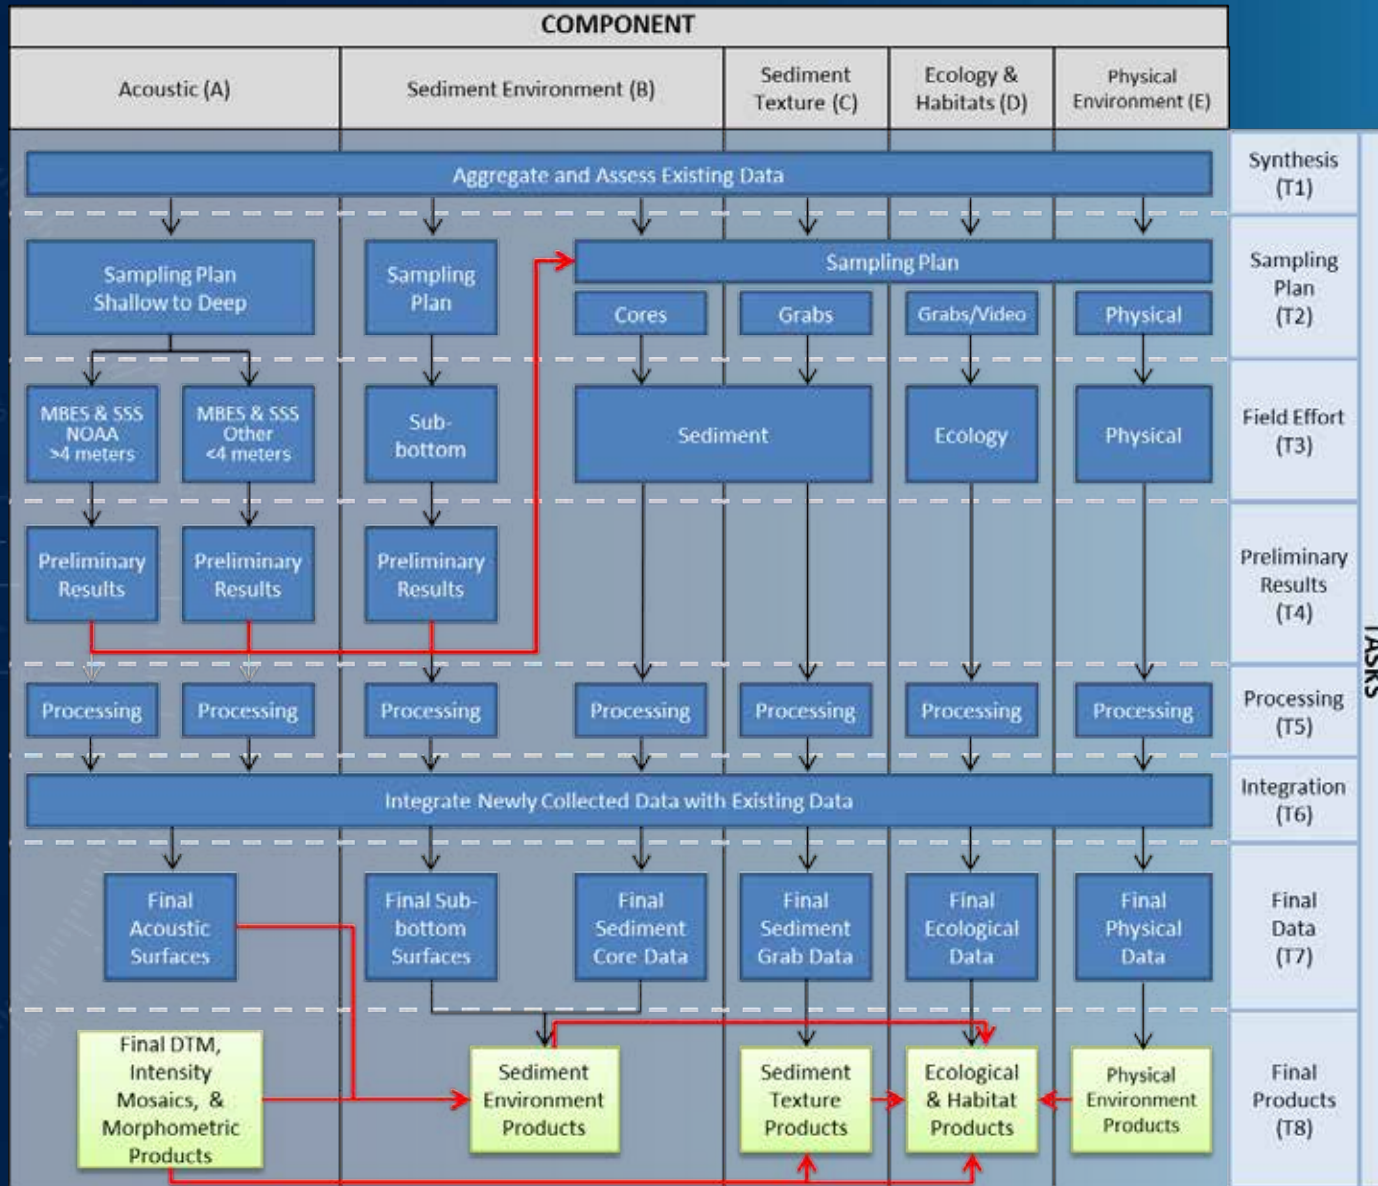 COMPONENT
Acoustic (A)
Sediment Environment (B)
Sediment
Texture (C)
Ecology &
Habitats (D)
Physical
Environment (E)
Aggregate and Assess Existing Data
Synthesis
(T1)
Sampling Plan
Shallow to Deep
Sampling
Plan
Sampling Plan
Cores
Grabs
Grabs/Video
Physical
Sampling
Plan
(T2)
MBES & SSS
NOAA
>4 meters
MBES & SSS
Other
<4 meters
Sub-
bottom
Sediment
Ecology
Physical
Field Effort
(T3)
Preliminary
Results
Preliminary
Results
Preliminary
Results
Preliminary
Results
(T4)
TASKS
Processing
Processing
Processing
Processing
Processing
Processing
Processing
Processing
(T5)
Integrate Newly Collected Data with Existing Data
Integration
(T6)
Final
Acoustic
Surfaces
Final Sub-
bottom
Surfaces
Final
Sediment
Core Data
Final
Sediment
Grab Data
Final
Ecological
Data
Final
Physical
Data
Final
Data
(T7)
Final DTM,
Intensity
Mosaics, &
Morphometric
Products
Sediment
Environment
Products
Sediment
Texture
Products
Ecological
& Habitat
Products
Physical
Environment
Products
Final
Products
(T8)